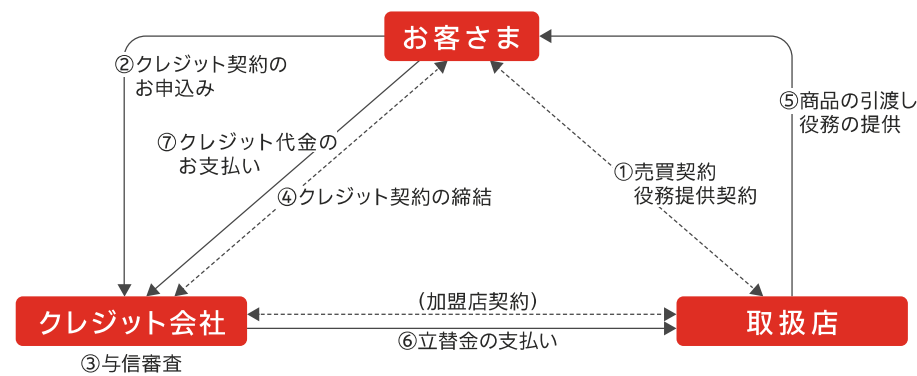 お客さま
②クレジット契約の
お申込み
⑤商品の引渡し
役務の提供
⑦クレジット代金の
お支払い
①売買契約
役務提供契約
④クレジット契約の締結
(加盟店契約)
クレジット会社
取扱店
⑥立替金の支払い
③与信審査